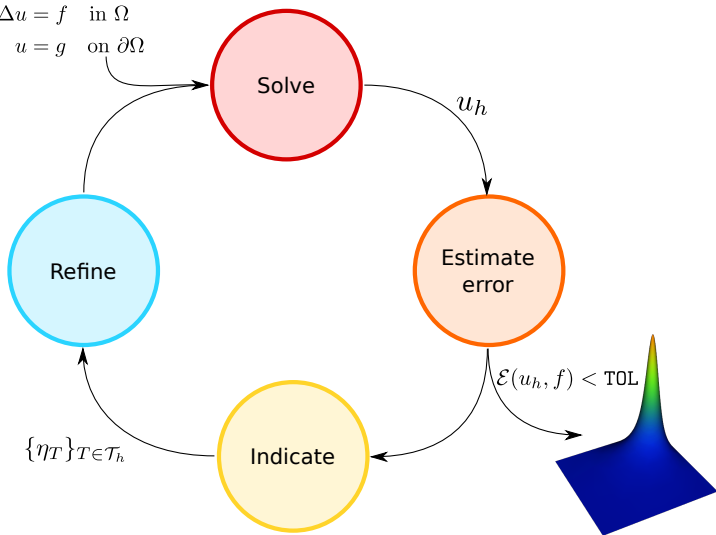 Δu = f in Ω
u = g on ∂Ω
Solve
u_h
Estimate
error
ℰ(u_h, f) < TOL
Indicate
{η_T}_{T∈𝒯_h}
Refine